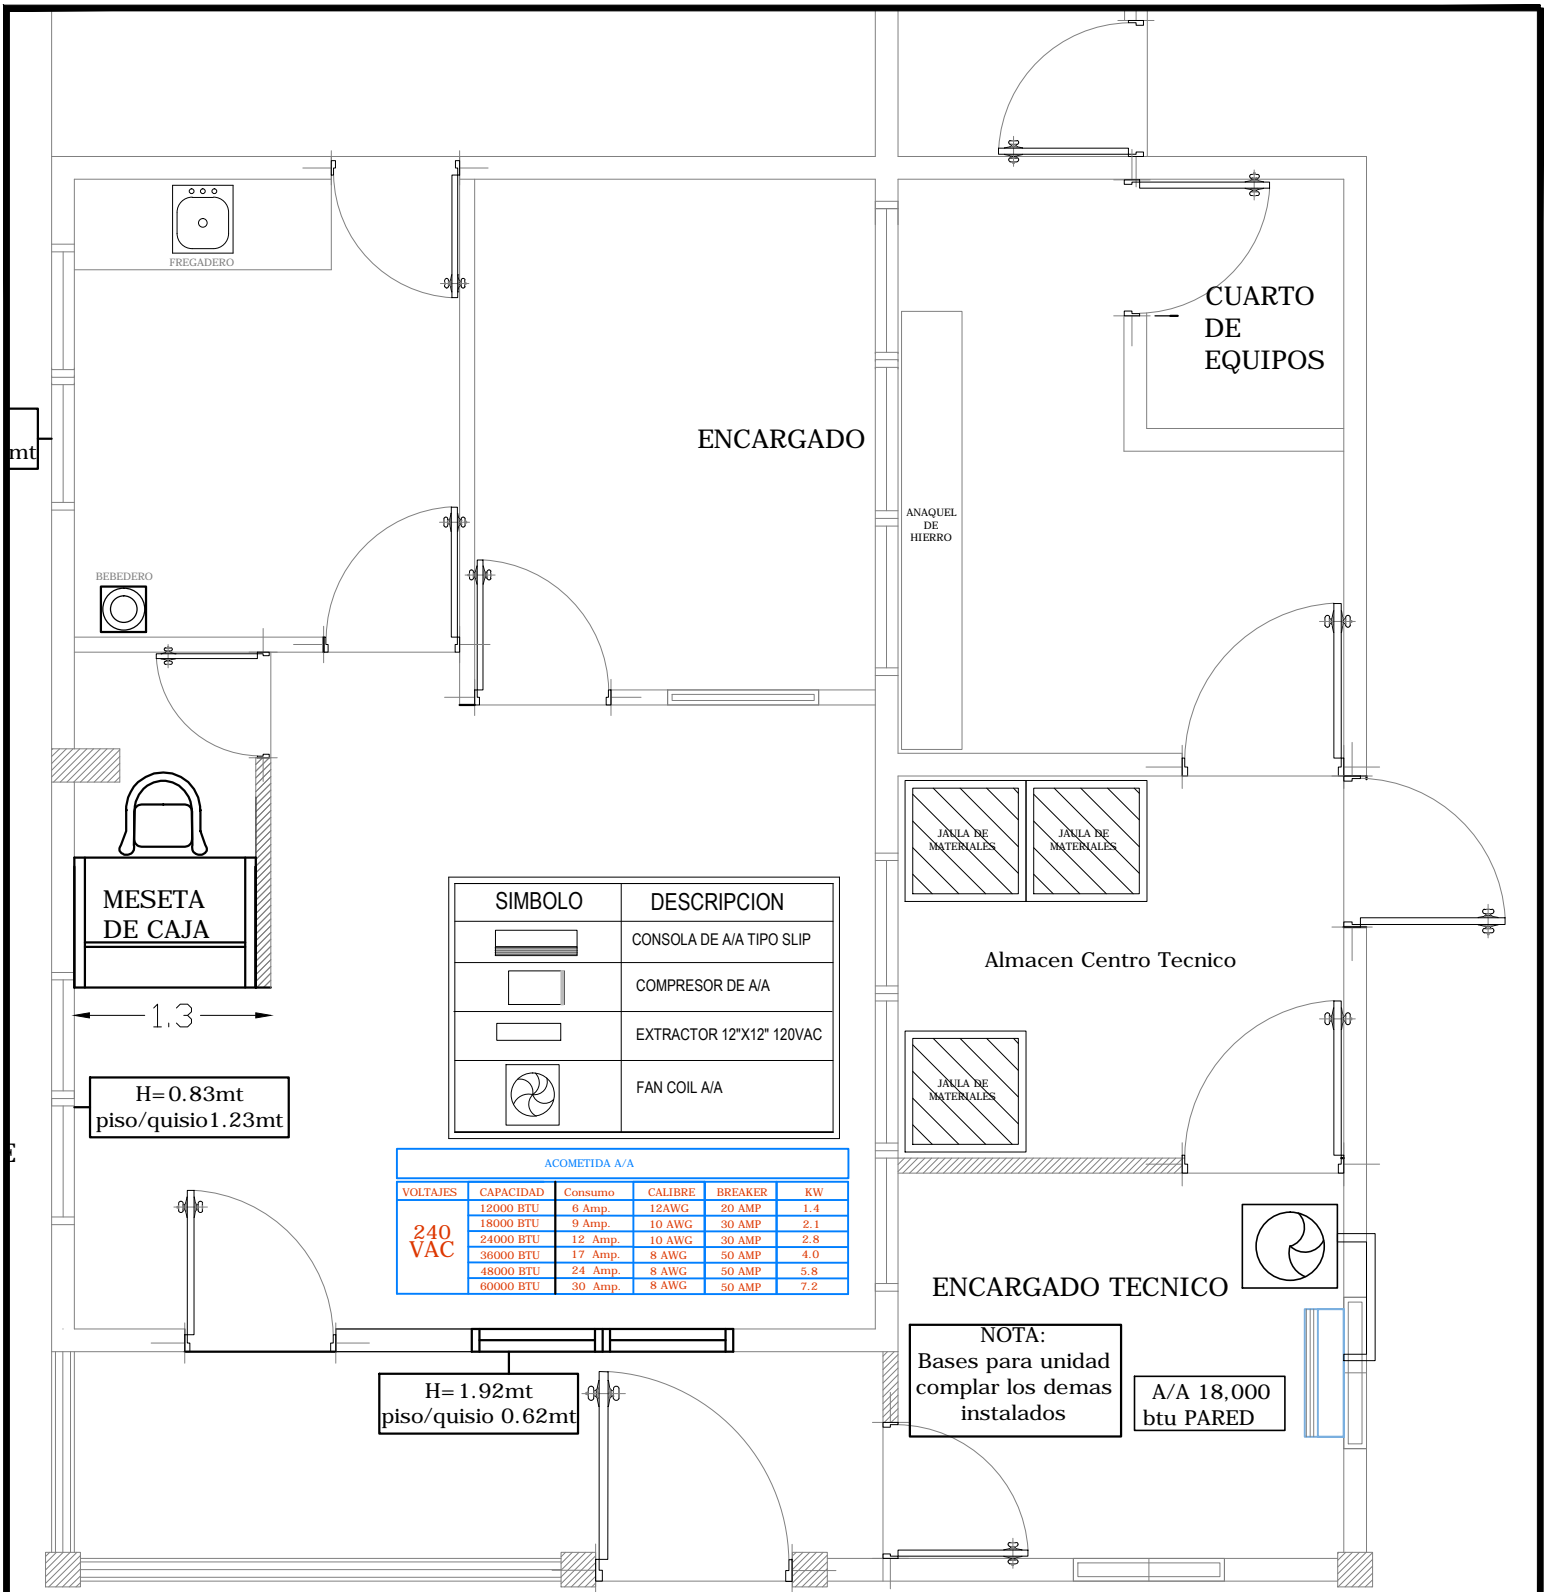 FREGADERO
CUARTO
DE
EQUIPOS
ENCARGADO
mt
ANAQUEL
DE
HIERRO
BEBEDERO
JAULA DE
MATERIALES
JAULA DE
MATERIALES
MESETA
DE CAJA
SIMBOLO DESCRIPCION
CONSOLA DE A/A TIPO SLIP
COMPRESOR DE A/A
EXTRACTOR 12"X12" 120VAC
FAN COIL A/A
Almacen Centro Tecnico
1.3
JAULA DE
MATERIALES
H=0.83mt
piso/quisio1.23mt
E
ACOMETIDA A/A
VOLTAJES CAPACIDAD Consumo CALIBRE BREAKER KW
240
VAC
12000 BTU 6 Amp. 12AWG 20 AMP 1.4
18000 BTU 9 Amp. 10 AWG 30 AMP 2.1
24000 BTU 12 Amp. 10 AWG 30 AMP 2.8
36000 BTU 17 Amp. 8 AWG 50 AMP 4.0
48000 BTU 24 Amp. 8 AWG 50 AMP 5.8
60000 BTU 30 Amp. 8 AWG 50 AMP 7.2
ENCARGADO TECNICO
NOTA:
Bases para unidad
complar los demas
instalados
A/A 18,000
btu PARED
H=1.92mt
piso/quisio 0.62mt